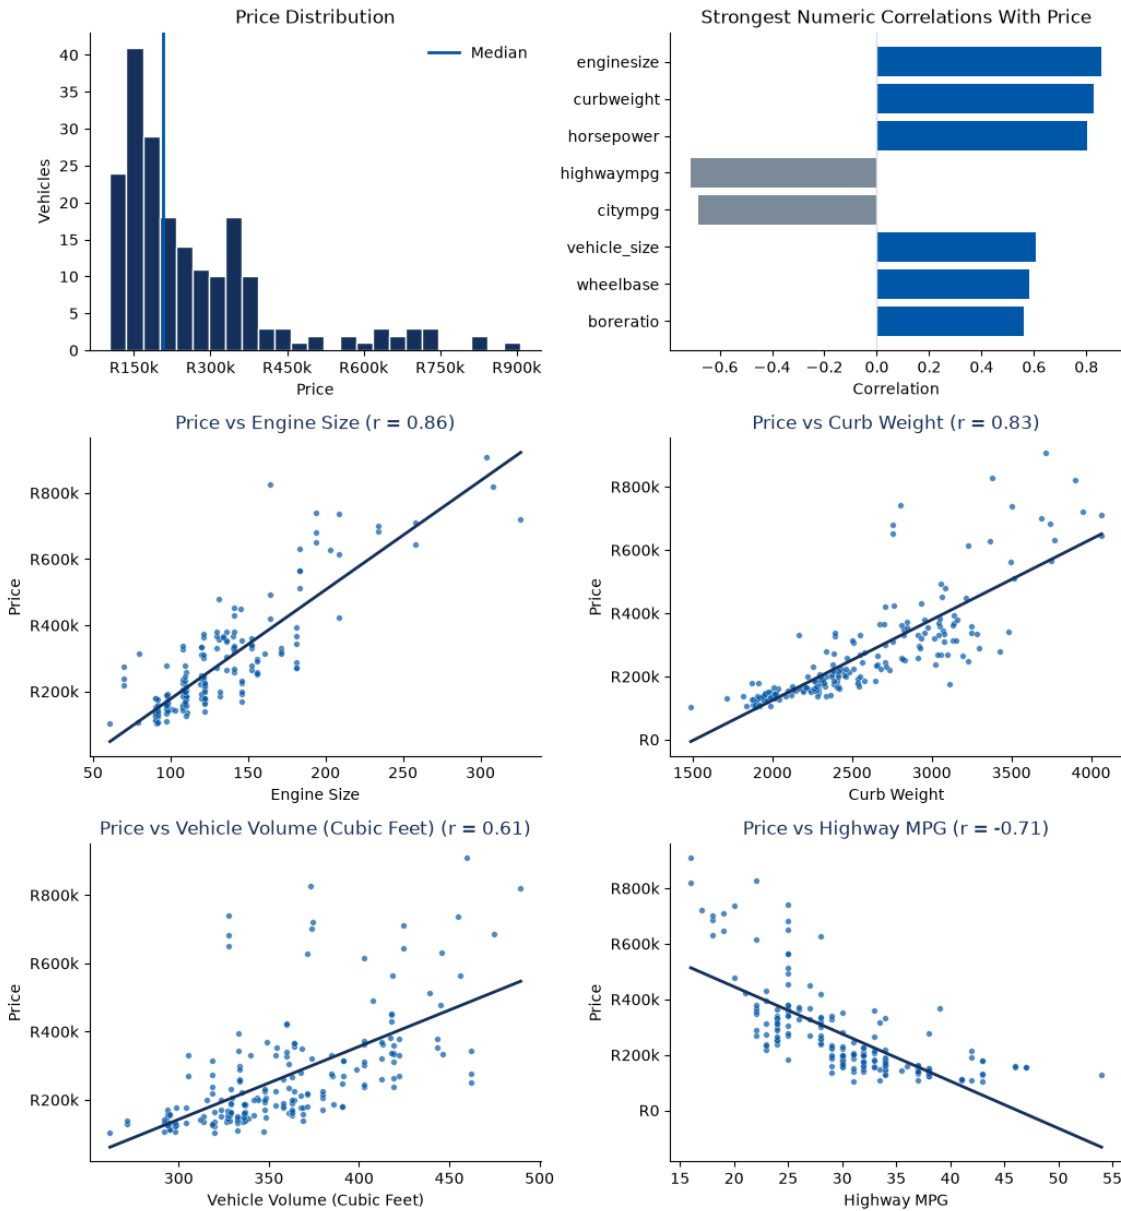 Price Distribution
Median
Vehicles
40
35
30
25
20
15
10
5
0
R150k R300k R450k R600k R750k R900k
Price
Strongest Numeric Correlations With Price
enginesize
curbweight
horsepower
highwaympg
citympg
vehicle_size
wheelbase
boreratio
−0.6 −0.4 −0.2 0.0 0.2 0.4 0.6 0.8
Correlation
Price vs Engine Size (r = 0.86)
Price
R800k
R600k
R400k
R200k
50 100 150 200 250 300
Engine Size
Price vs Curb Weight (r = 0.83)
Price
R800k
R600k
R400k
R200k
R0
1500 2000 2500 3000 3500 4000
Curb Weight
Price vs Vehicle Volume (Cubic Feet) (r = 0.61)
Price
R800k
R600k
R400k
R200k
300 350 400 450 500
Vehicle Volume (Cubic Feet)
Price vs Highway MPG (r = -0.71)
Price
R800k
R600k
R400k
R200k
R0
15 20 25 30 35 40 45 50 55
Highway MPG